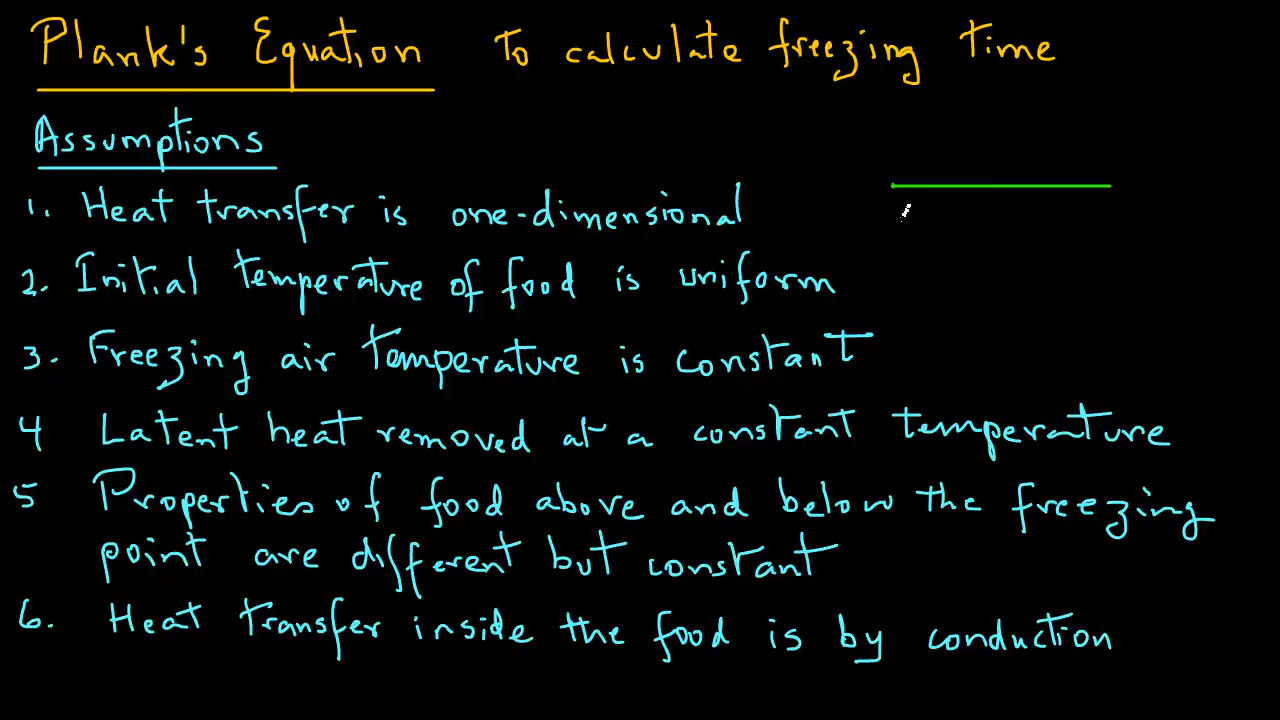 Plank's Equation To calculate freezing time
Assumptions
1. Heat transfer is one-dimensional
2. Initial temperature of food is uniform
3. Freezing air temperature is constant
4 Latent heat removed at a constant temperature
5 Properties of food above and below the freezing
point are different but constant
6. Heat transfer inside the food is by conduction